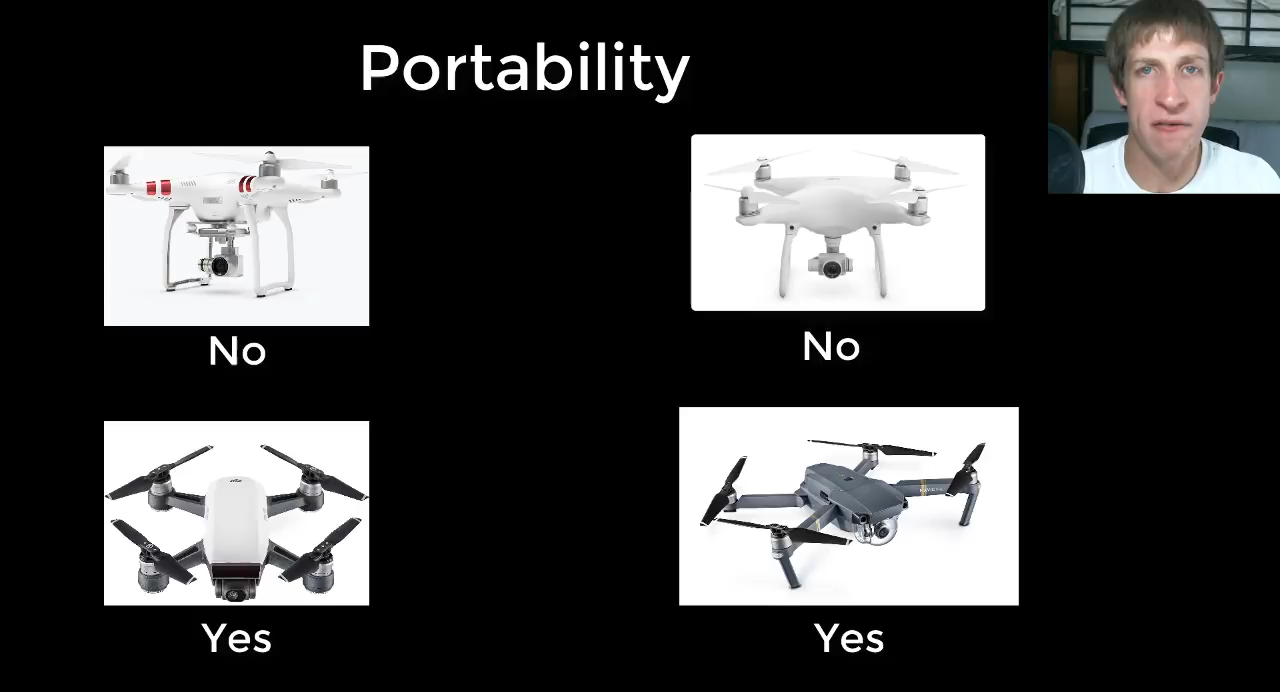 Portability
No
No
Yes
Yes